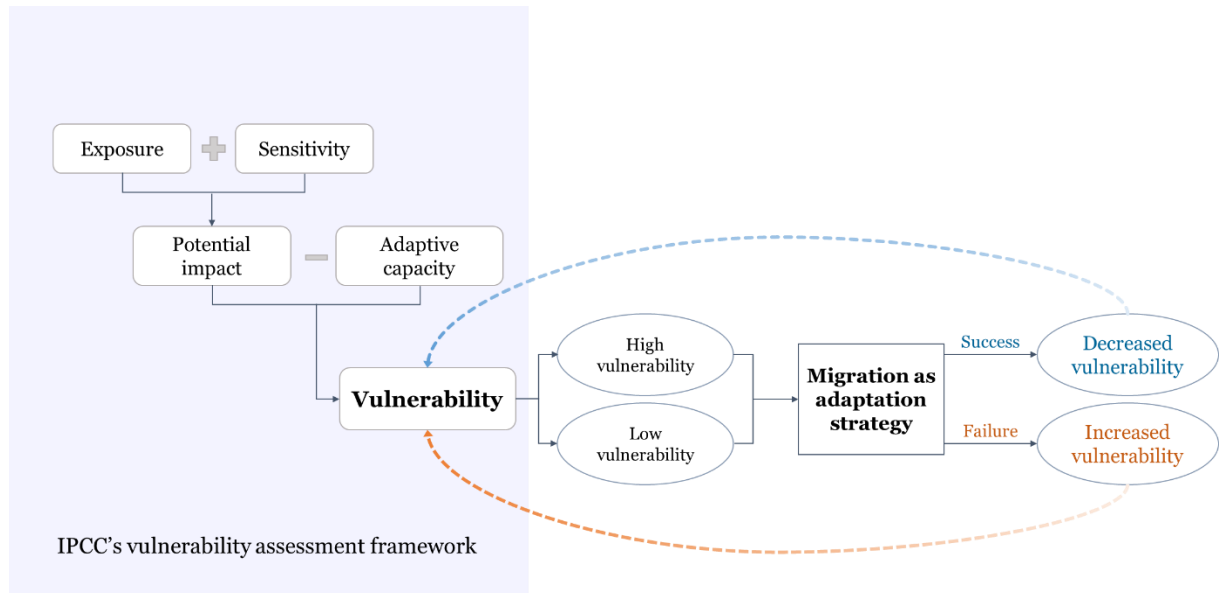 Exposure
Sensitivity
Potential
impact
Adaptive
capacity
Vulnerability
High
vulnerability
Low
vulnerability
Migration as
adaptation
strategy
Success
Decreased
vulnerability
Failure
Increased
vulnerability
IPCC’s vulnerability assessment framework